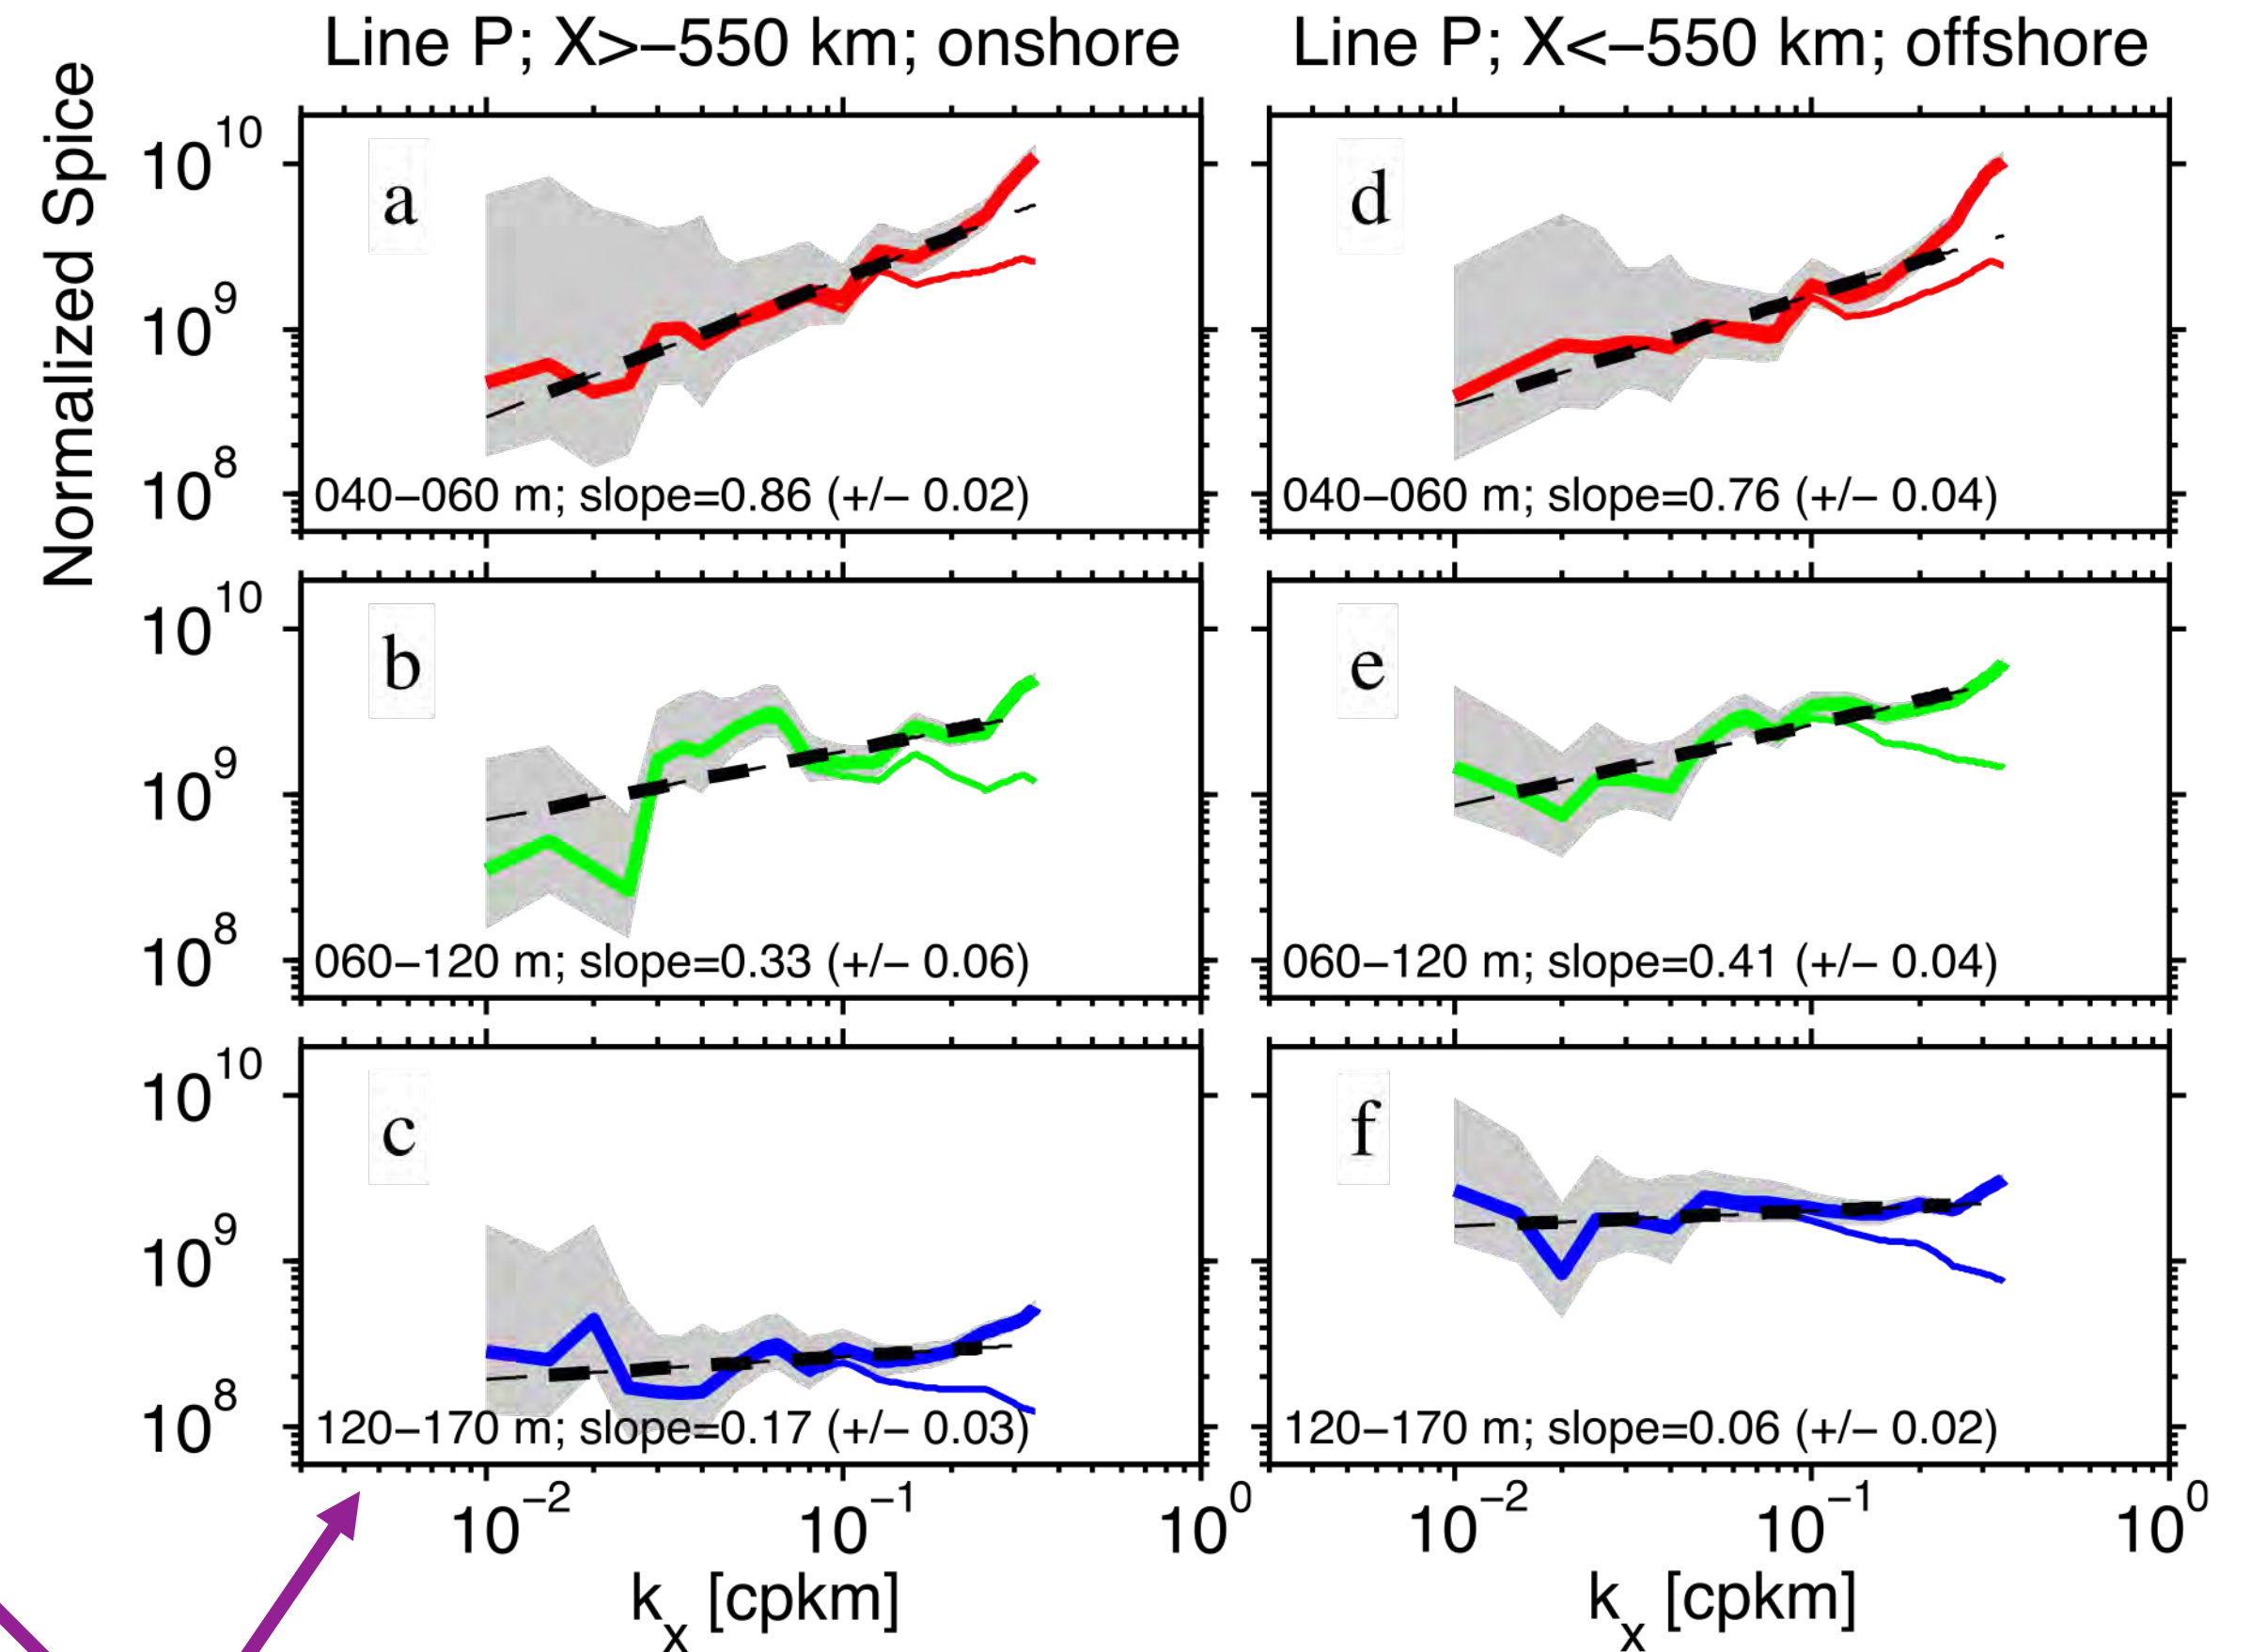 Line P; X>−550 km; onshore
Line P; X<−550 km; offshore
Normalized Spice
10^10
10^9
10^8
a
040−060 m; slope=0.86 (+/− 0.02)
d
040−060 m; slope=0.76 (+/− 0.04)
10^10
10^9
10^8
b
060−120 m; slope=0.33 (+/− 0.06)
e
060−120 m; slope=0.41 (+/− 0.04)
10^10
10^9
10^8
c
120−170 m; slope=0.17 (+/− 0.03)
f
120−170 m; slope=0.06 (+/− 0.02)
10^−2 10^−1 10^0
10^−2 10^−1 10^0
k_x [cpkm]
k_x [cpkm]